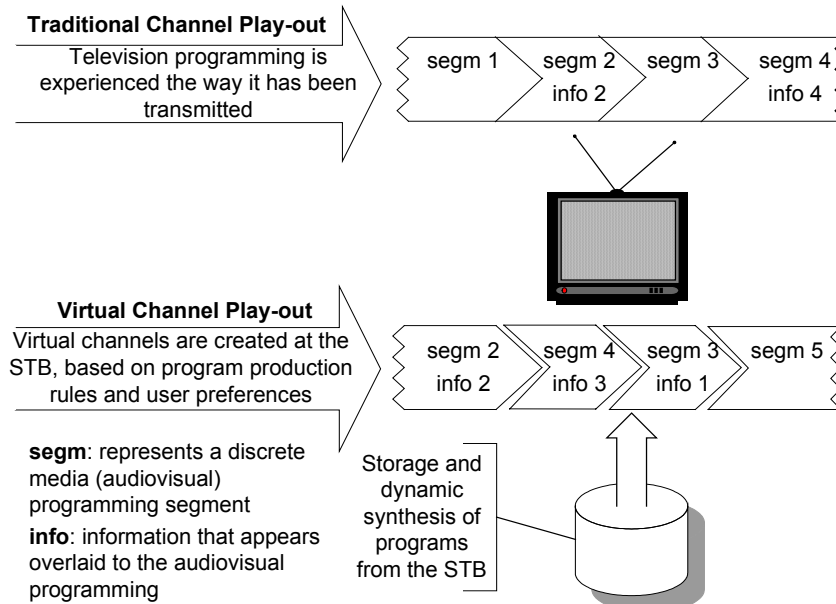 Traditional Channel Play-out
Television programming is
experienced the way it has been
transmitted
segm 1
segm 2
info 2
segm 3
segm 4
info 4
Virtual Channel Play-out
Virtual channels are created at the
STB, based on program production
rules and user preferences
segm 2
info 2
segm 4
info 3
segm 3
info 1
segm 5
segm: represents a discrete
media (audiovisual)
programming segment
info: information that appears
overlaid to the audiovisual
programming
Storage and
dynamic
synthesis of
programs
from the STB